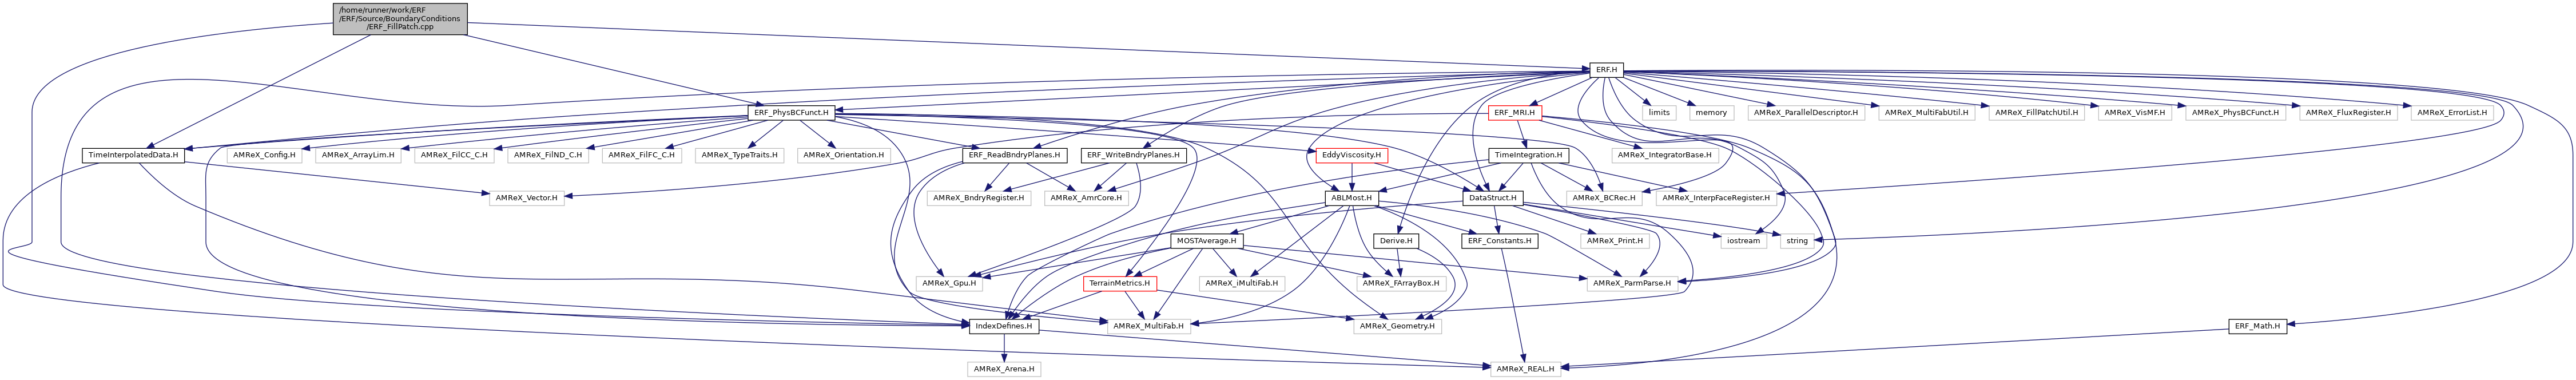 /home/runner/work/ERF
/ERF/Source/BoundaryConditions
/ERF_FillPatch.cpp
ERF.H
ERF_PhysBCFunct.H
ERF_MRI.H
limits
memory
AMReX_ParallelDescriptor.H
AMReX_MultiFabUtil.H
AMReX_FillPatchUtil.H
AMReX_VisMF.H
AMReX_PhysBCFunct.H
AMReX_FluxRegister.H
AMReX_ErrorList.H
TimeInterpolatedData.H
AMReX_Config.H
AMReX_ArrayLim.H
AMReX_FilCC_C.H
AMReX_FilND_C.H
AMReX_FilFC_C.H
AMReX_TypeTraits.H
AMReX_Orientation.H
ERF_ReadBndryPlanes.H
ERF_WriteBndryPlanes.H
EddyViscosity.H
TimeIntegration.H
AMReX_IntegratorBase.H
AMReX_Vector.H
AMReX_BndryRegister.H
AMReX_AmrCore.H
ABLMost.H
DataStruct.H
AMReX_BCRec.H
AMReX_InterpFaceRegister.H
MOSTAverage.H
Derive.H
ERF_Constants.H
AMReX_Print.H
iostream
string
AMReX_Gpu.H
TerrainMetrics.H
AMReX_iMultiFab.H
AMReX_FArrayBox.H
AMReX_ParmParse.H
IndexDefines.H
AMReX_MultiFab.H
AMReX_Geometry.H
ERF_Math.H
AMReX_Arena.H
AMReX_REAL.H